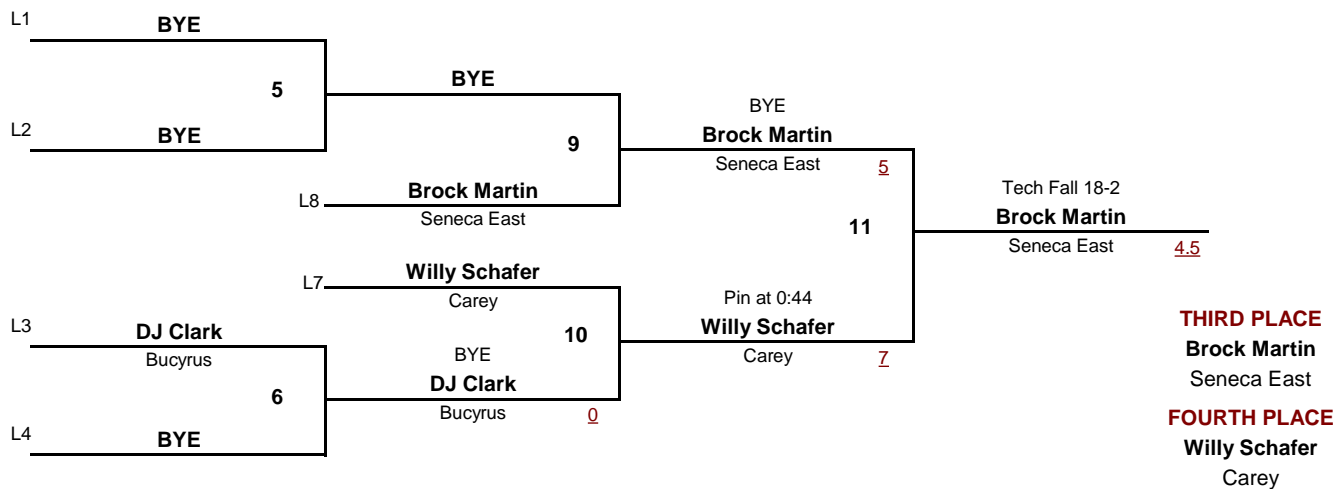 L1
BYE
5
BYE
L2
BYE
9
BYE
Brock Martin
Seneca East
5
L8
Brock Martin
Seneca East
11
Tech Fall 18-2
Brock Martin
Seneca East
4.5
L7
Willy Schafer
Carey
10
Pin at 0:44
Willy Schafer
Carey
7
L3
DJ Clark
Bucyrus
6
BYE
DJ Clark
Bucyrus
0
L4
BYE
THIRD PLACE
Brock Martin
Seneca East
FOURTH PLACE
Willy Schafer
Carey